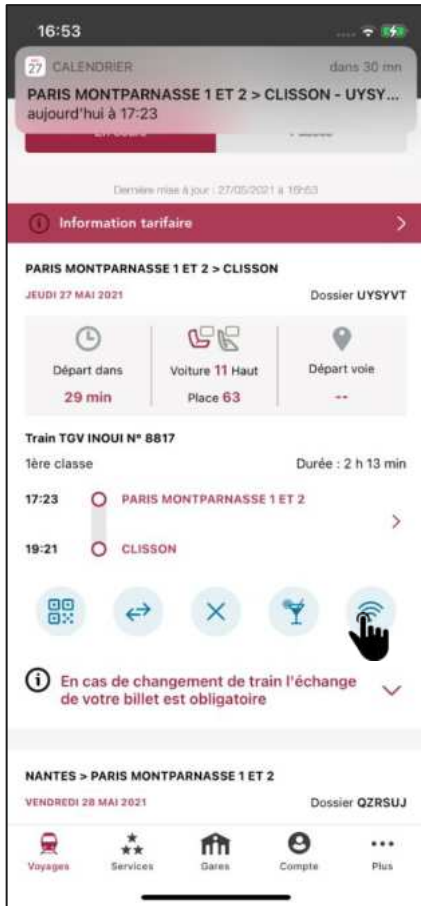 16:53
27 CALENDRIER dans 30 mn
PARIS MONTPARNASSE 1 ET 2 > CLISSON - UYSY...
aujourd'hui à 17:23
Dernière mise à jour : 27/05/2021 à 16h53
Information tarifaire
PARIS MONTPARNASSE 1 ET 2 > CLISSON
JEUDI 27 MAI 2021 Dossier UYSYVT
Départ dans Voiture 11 Haut Départ voie
29 min Place 63 --
Train TGV INOUI N° 8817
1ère classe Durée : 2 h 13 min
17:23 PARIS MONTPARNASSE 1 ET 2
19:21 CLISSON
En cas de changement de train l'échange
de votre billet est obligatoire
NANTES > PARIS MONTPARNASSE 1 ET 2
VENDREDI 28 MAI 2021 Dossier QZRSUJ
Voyages Services Gares Compte Plus